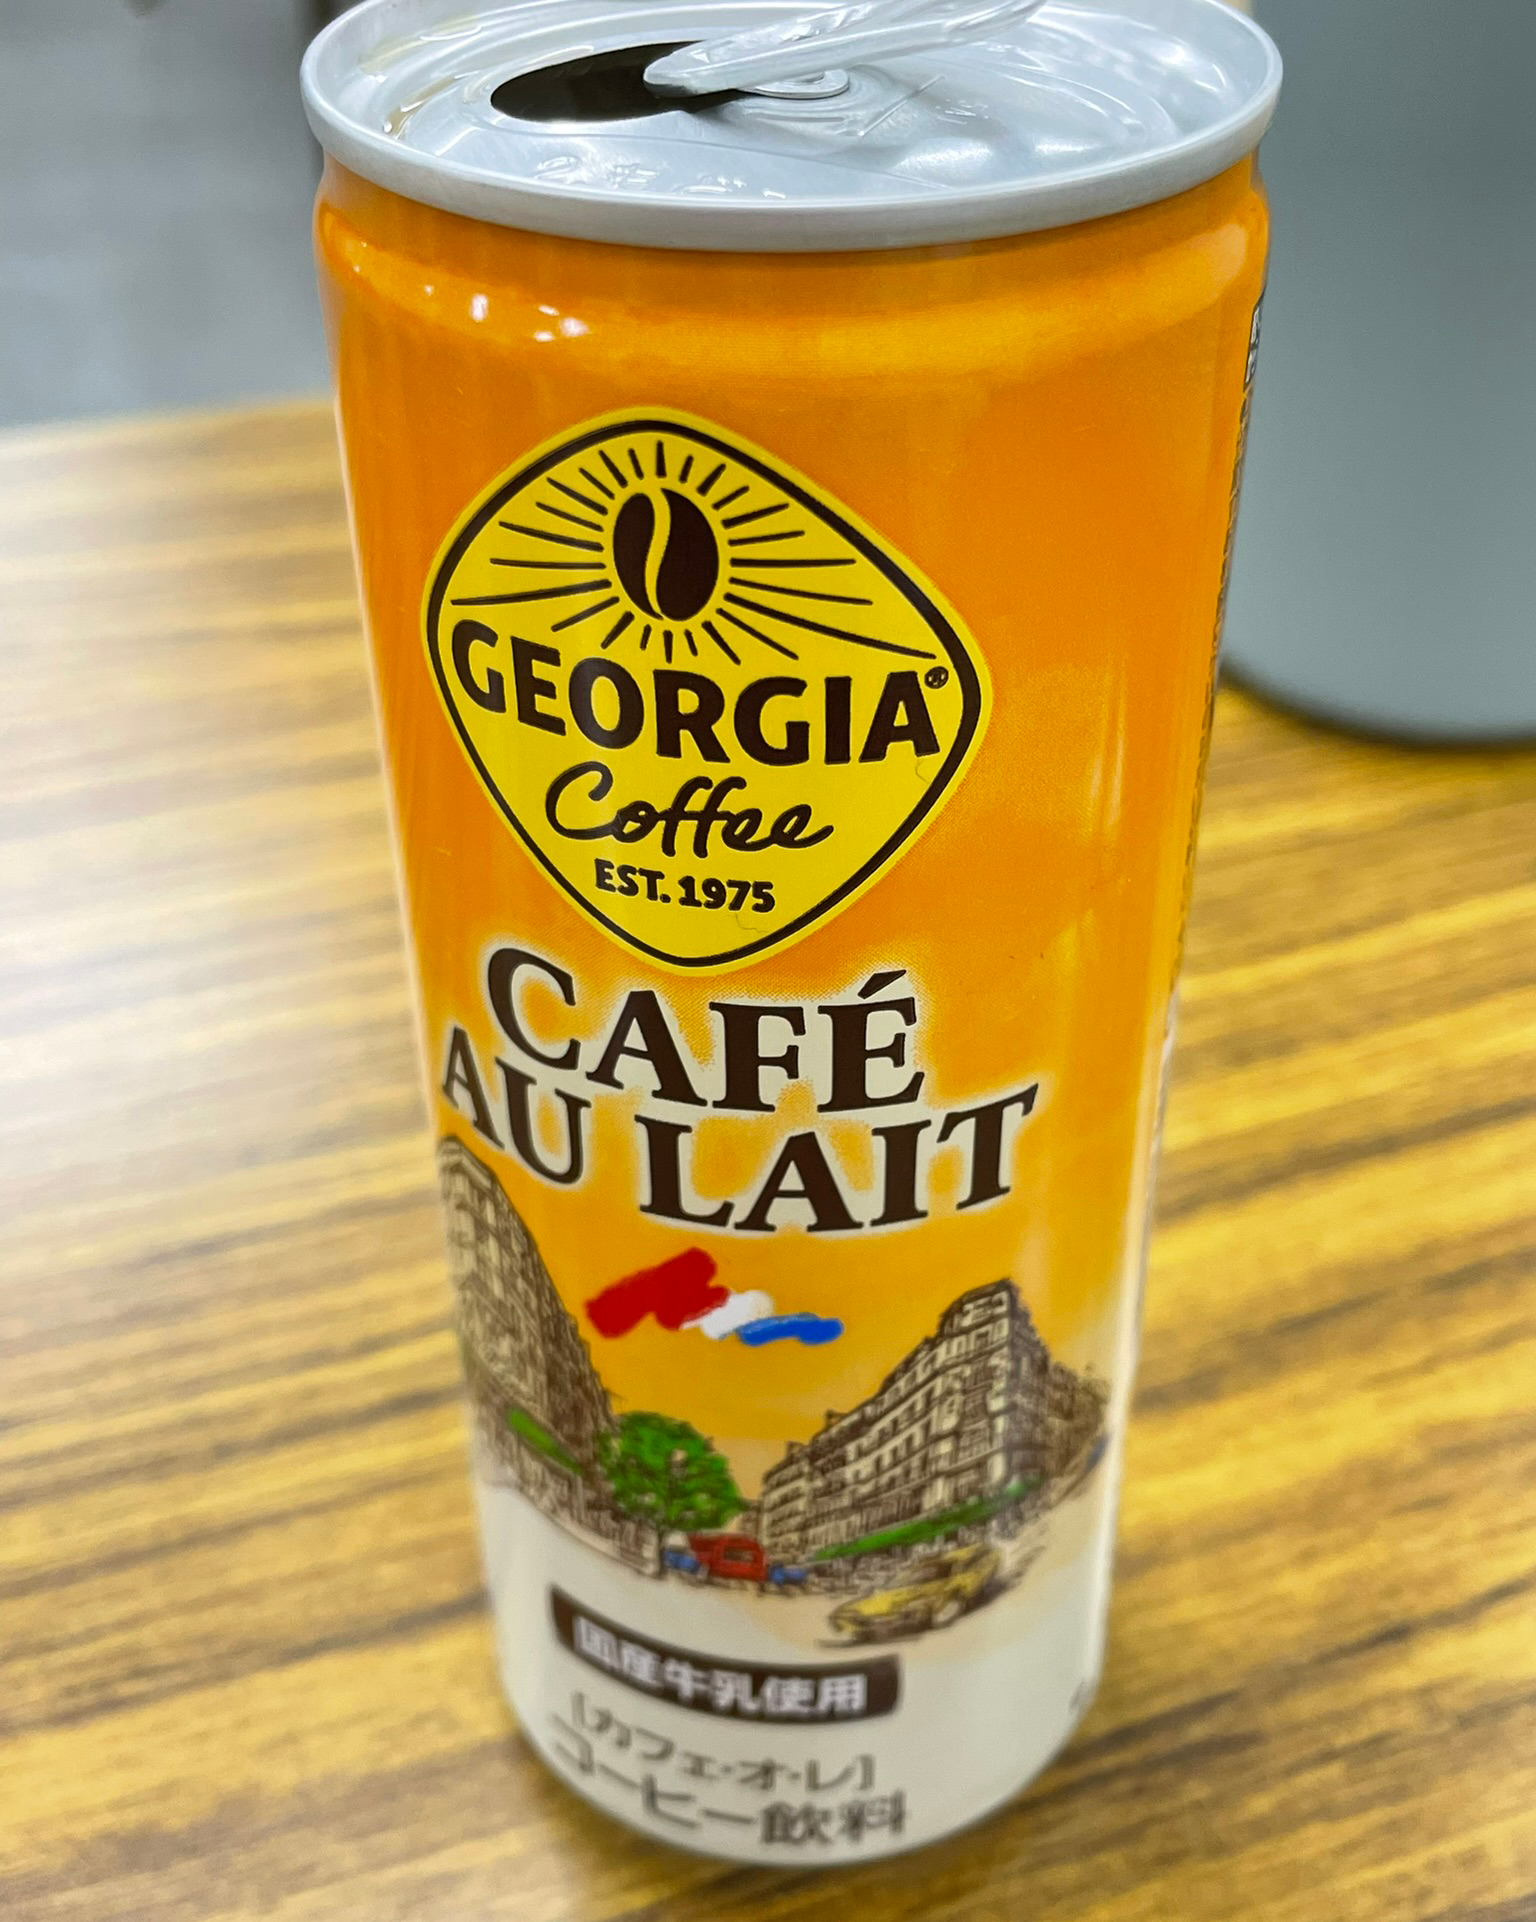 GEORGIA®
Coffee
EST. 1975
CAFÉ
AU LAIT
国産牛乳使用
[カフェ・オ・レ]
コーヒー飲料